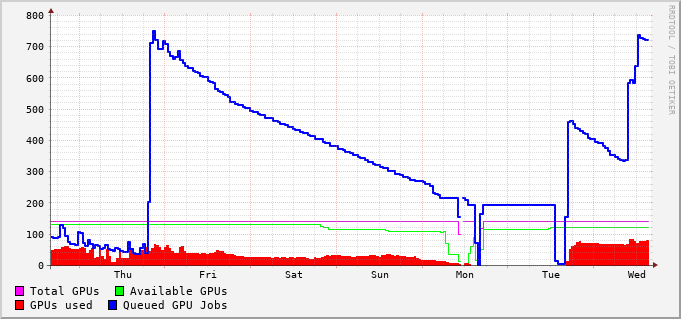 800
700
600
500
400
300
200
100
0
Thu Fri Sat Sun Mon Tue Wed
Total GPUs Available GPUs
GPUs used Queued GPU Jobs
RRDTOOL / TOBI OETIKER